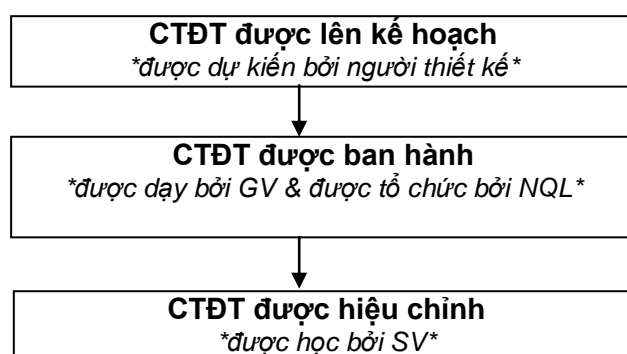 CTĐT được lên kế hoạch
*được dự kiến bởi người thiết kế*
CTĐT được ban hành
*được dạy bởi GV & được tổ chức bởi NQL*
CTĐT được hiệu chỉnh
*được học bởi SV*